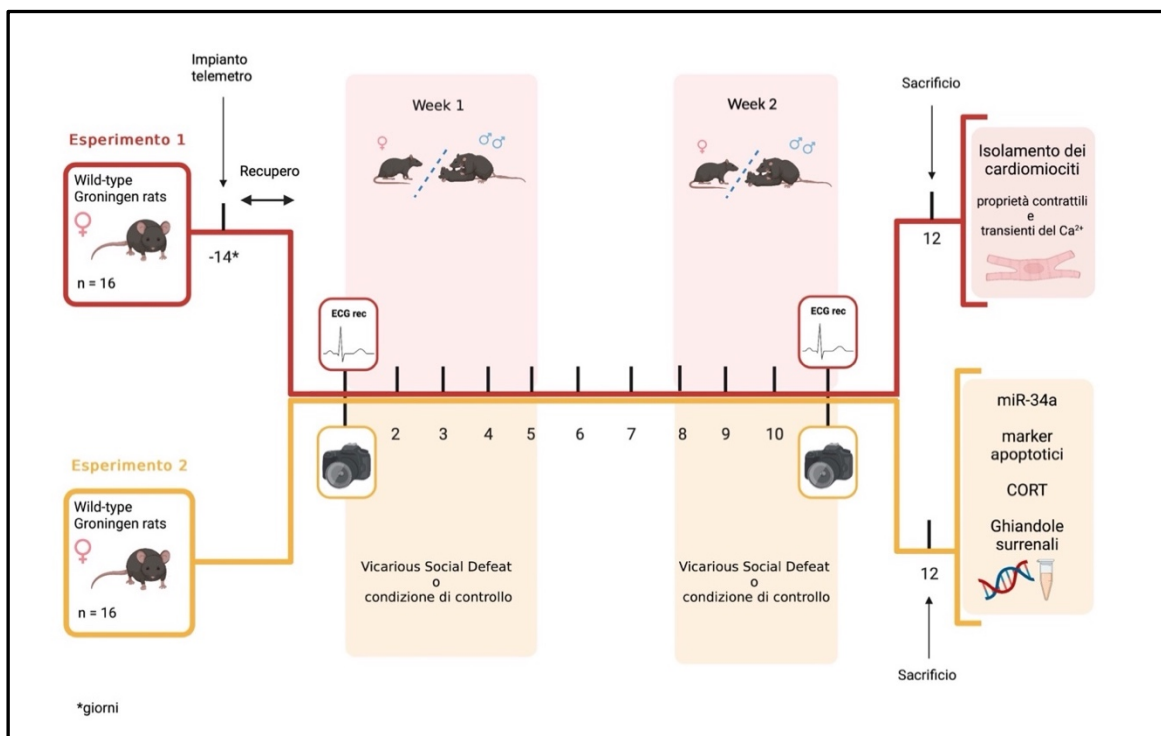 Impianto
telemetro
Recupero
Esperimento 1
Wild-type
Groningen rats
♀
n = 16
-14*
Week 1
♀
♂♂
Week 2
♀
♂♂
Sacrificio
12
Isolamento dei
cardiomiociti
proprietà contrattili
e
transienti del Ca²⁺
ECG rec
ECG rec
2 3 4 5 6 7 8 9 10
Esperimento 2
Wild-type
Groningen rats
♀
n = 16
Vicarious Social Defeat
o
condizione di controllo
Vicarious Social Defeat
o
condizione di controllo
12
Sacrificio
miR-34a
marker
apoptotici
CORT
Ghiandole
surrenali
*giorni